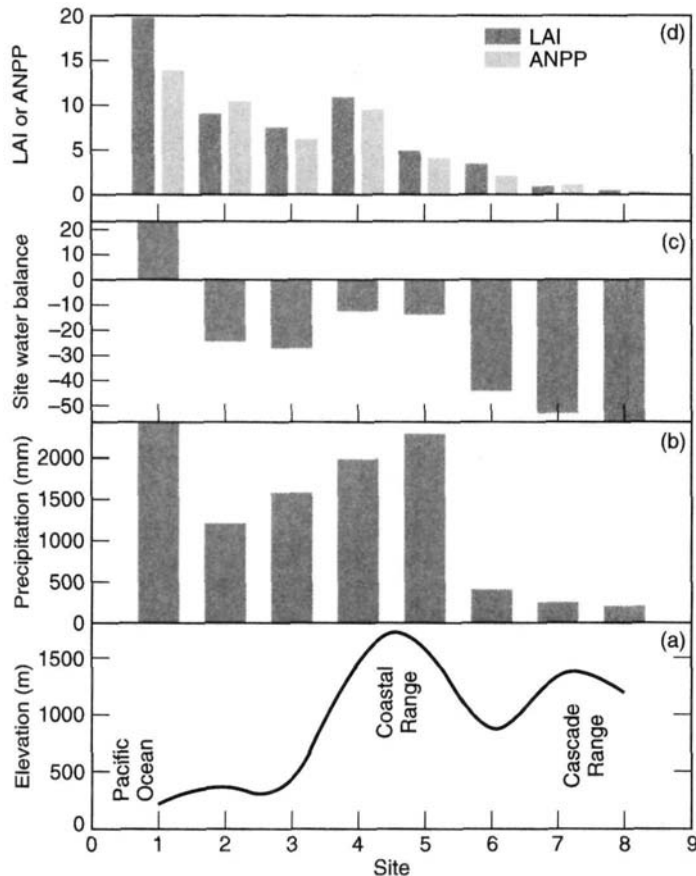 20
15
10
5
0
LAI or ANPP
LAI
ANPP
(d)
20
10
0
−10
−20
−30
−40
−50
Site water balance
(c)
2000
1500
1000
500
0
Precipitation (mm)
(b)
1500
1000
500
0
Elevation (m)
(a)
Pacific
Ocean
Coastal
Range
Cascade
Range
0 1 2 3 4 5 6 7 8 9
Site